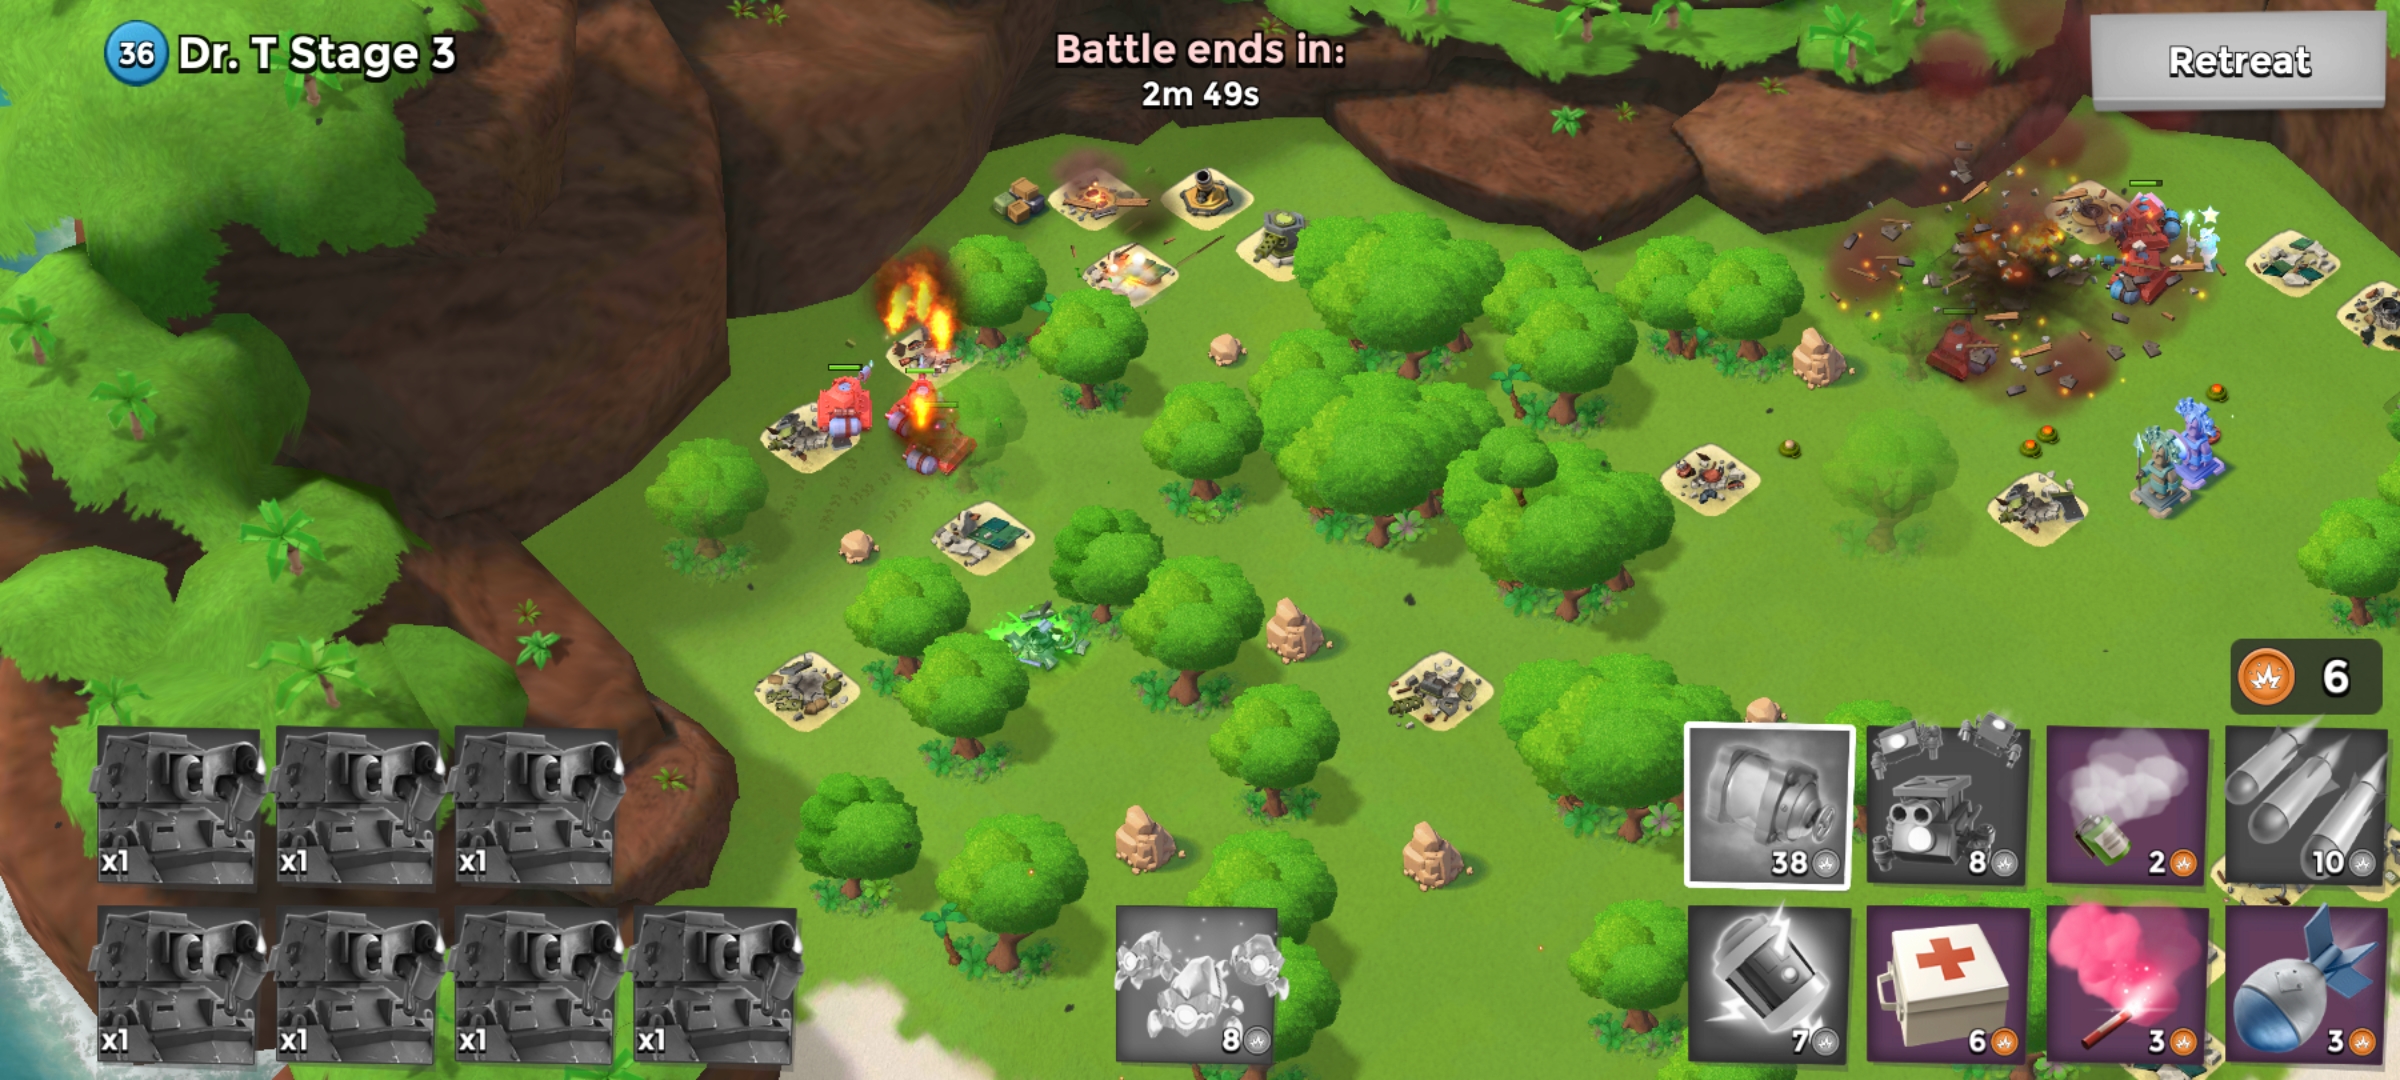 36 Dr. T Stage 3
Battle ends in:
2m 49s
Retreat
6
x1 x1 x1
38 8 2 10
x1 x1 x1 x1
8
7 6 3 3